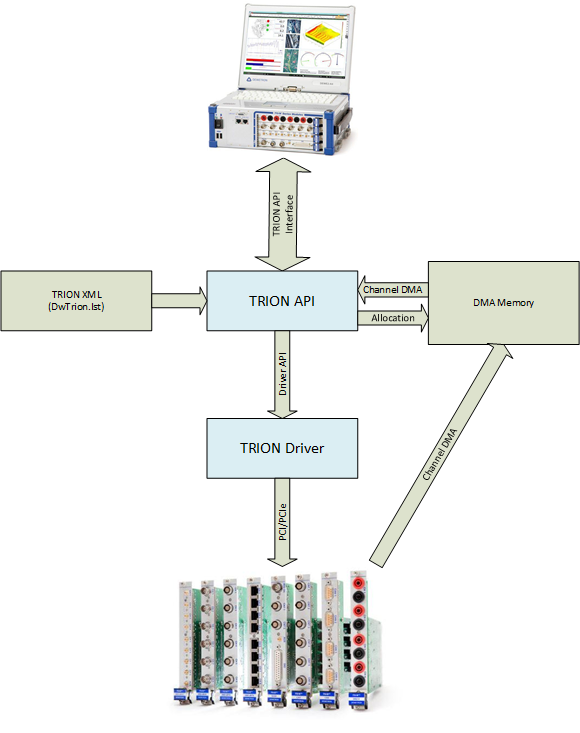 TRION API
Interface
TRION XML
(DwTrion.lst)
TRION API
Channel DMA
Allocation
DMA Memory
Driver API
TRION Driver
Channel DMA
PCI/PCIe